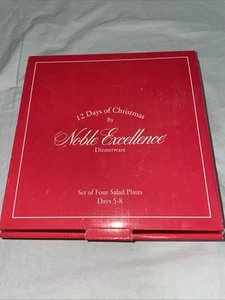 12 Days of Christmas
By
Noble Excellence
Dinnerware
Set of Four Salad Plates
Days 5-8